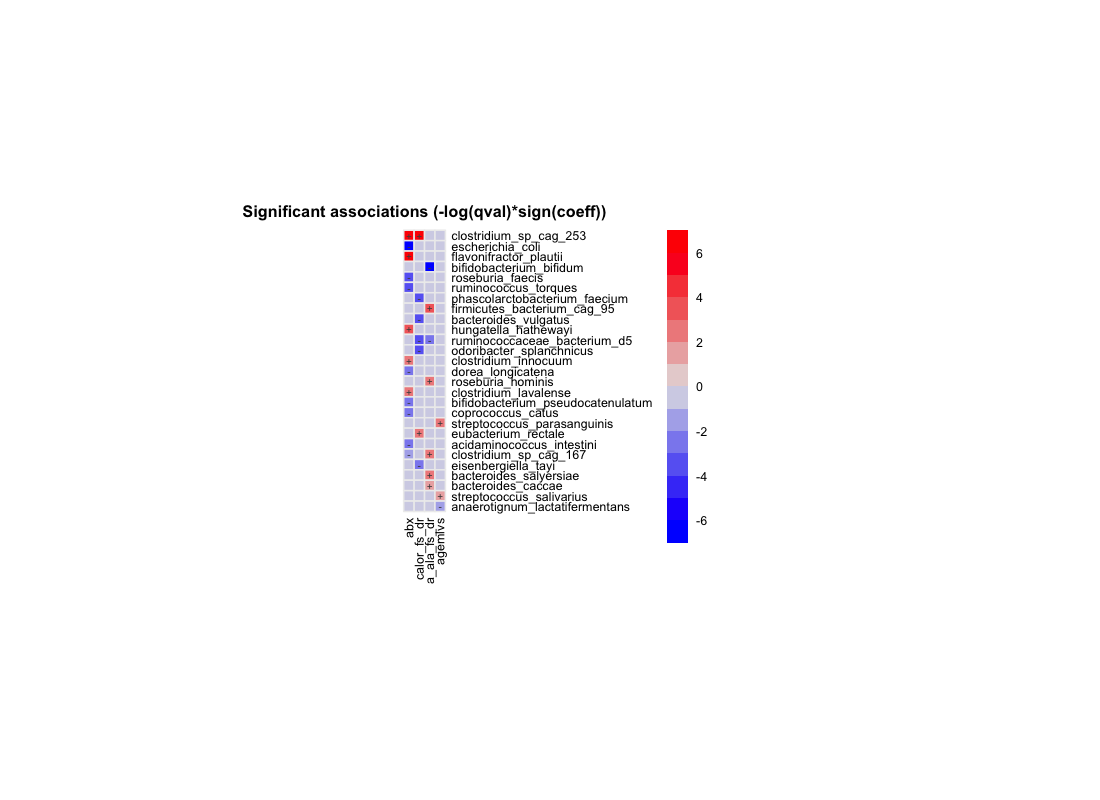 Significant associations (-log(qval)*sign(coeff))
clostridium_sp_cag_253
escherichia_coli
flavonifractor_plautii
bifidobacterium_bifidum
roseburia_faecis
ruminococcus_torques
phascolarctobacterium_faecium
firmicutes_bacterium_cag_95
bacteroides_vulgatus
hungatella_hathewayi
ruminococcaceae_bacterium_d5
odoribacter_splanchnicus
clostridium_innocuum
dorea_longicatena
roseburia_hominis
clostridium_lavalense
bifidobacterium_pseudocatenulatum
coprococcus_catus
streptococcus_parasanguinis
eubacterium_rectale
acidaminococcus_intestini
clostridium_sp_cag_167
eisenbergiella_tayi
bacteroides_salyersiae
bacteroides_caccae
streptococcus_salivarius
anaerotignum_lactatifermentans
abx
calor_fs_dr
a_ala_fs_dr
agemlvs
6
4
2
0
-2
-4
-6